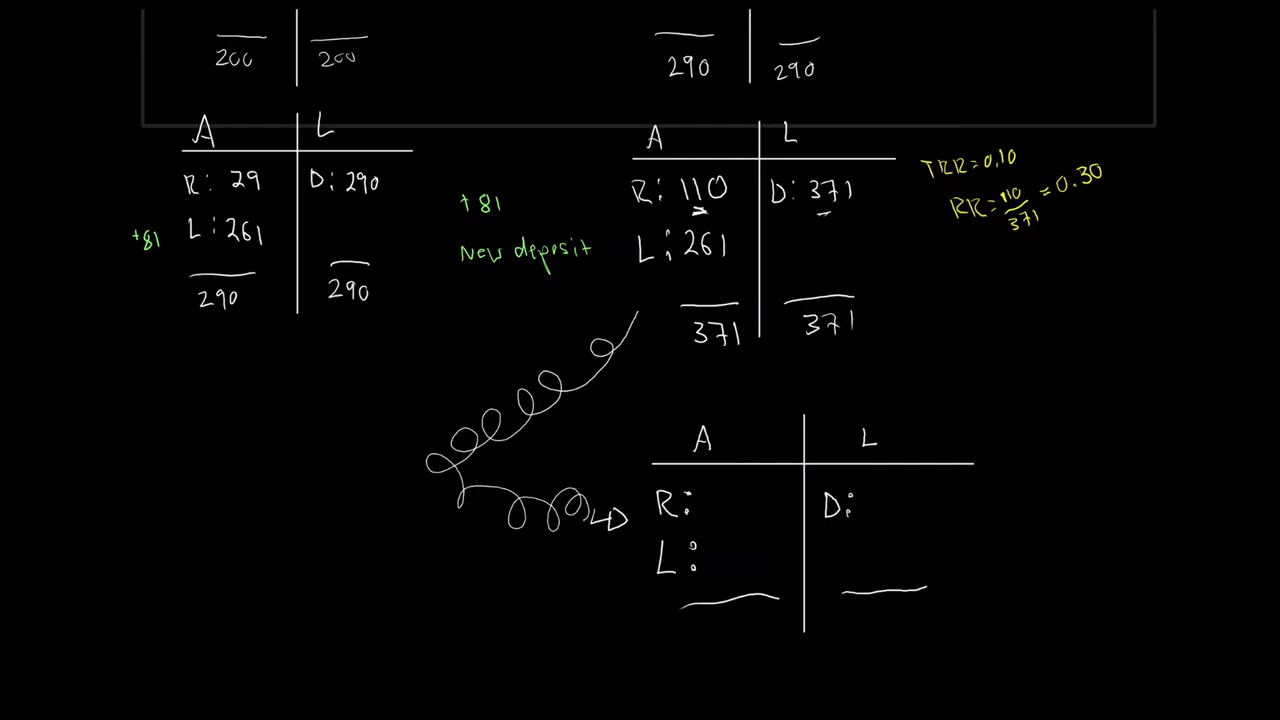 200 200
290 290
A L
R: 29 D: 290
+81 L: 261
290 290
+81
New deposit
A L
R: 110 D: 371
L: 261
371 371
TRR=0.10
RR=110/371≈0.30
A L
R: D:
L: